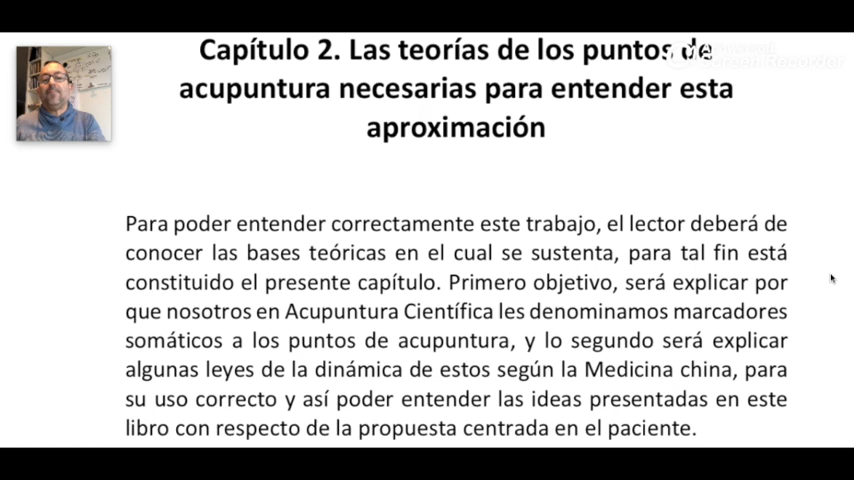 Capítulo 2. Las teorías de los puntos de
acupuntura necesarias para entender esta
aproximación
Para poder entender correctamente este trabajo, el lector deberá de
conocer las bases teóricas en el cual se sustenta, para tal fin está
constituido el presente capítulo. Primero objetivo, será explicar por
que nosotros en Acupuntura Científica les denominamos marcadores
somáticos a los puntos de acupuntura, y lo segundo será explicar
algunas leyes de la dinámica de estos según la Medicina china, para
su uso correcto y así poder entender las ideas presentadas en este
libro con respecto de la propuesta centrada en el paciente.